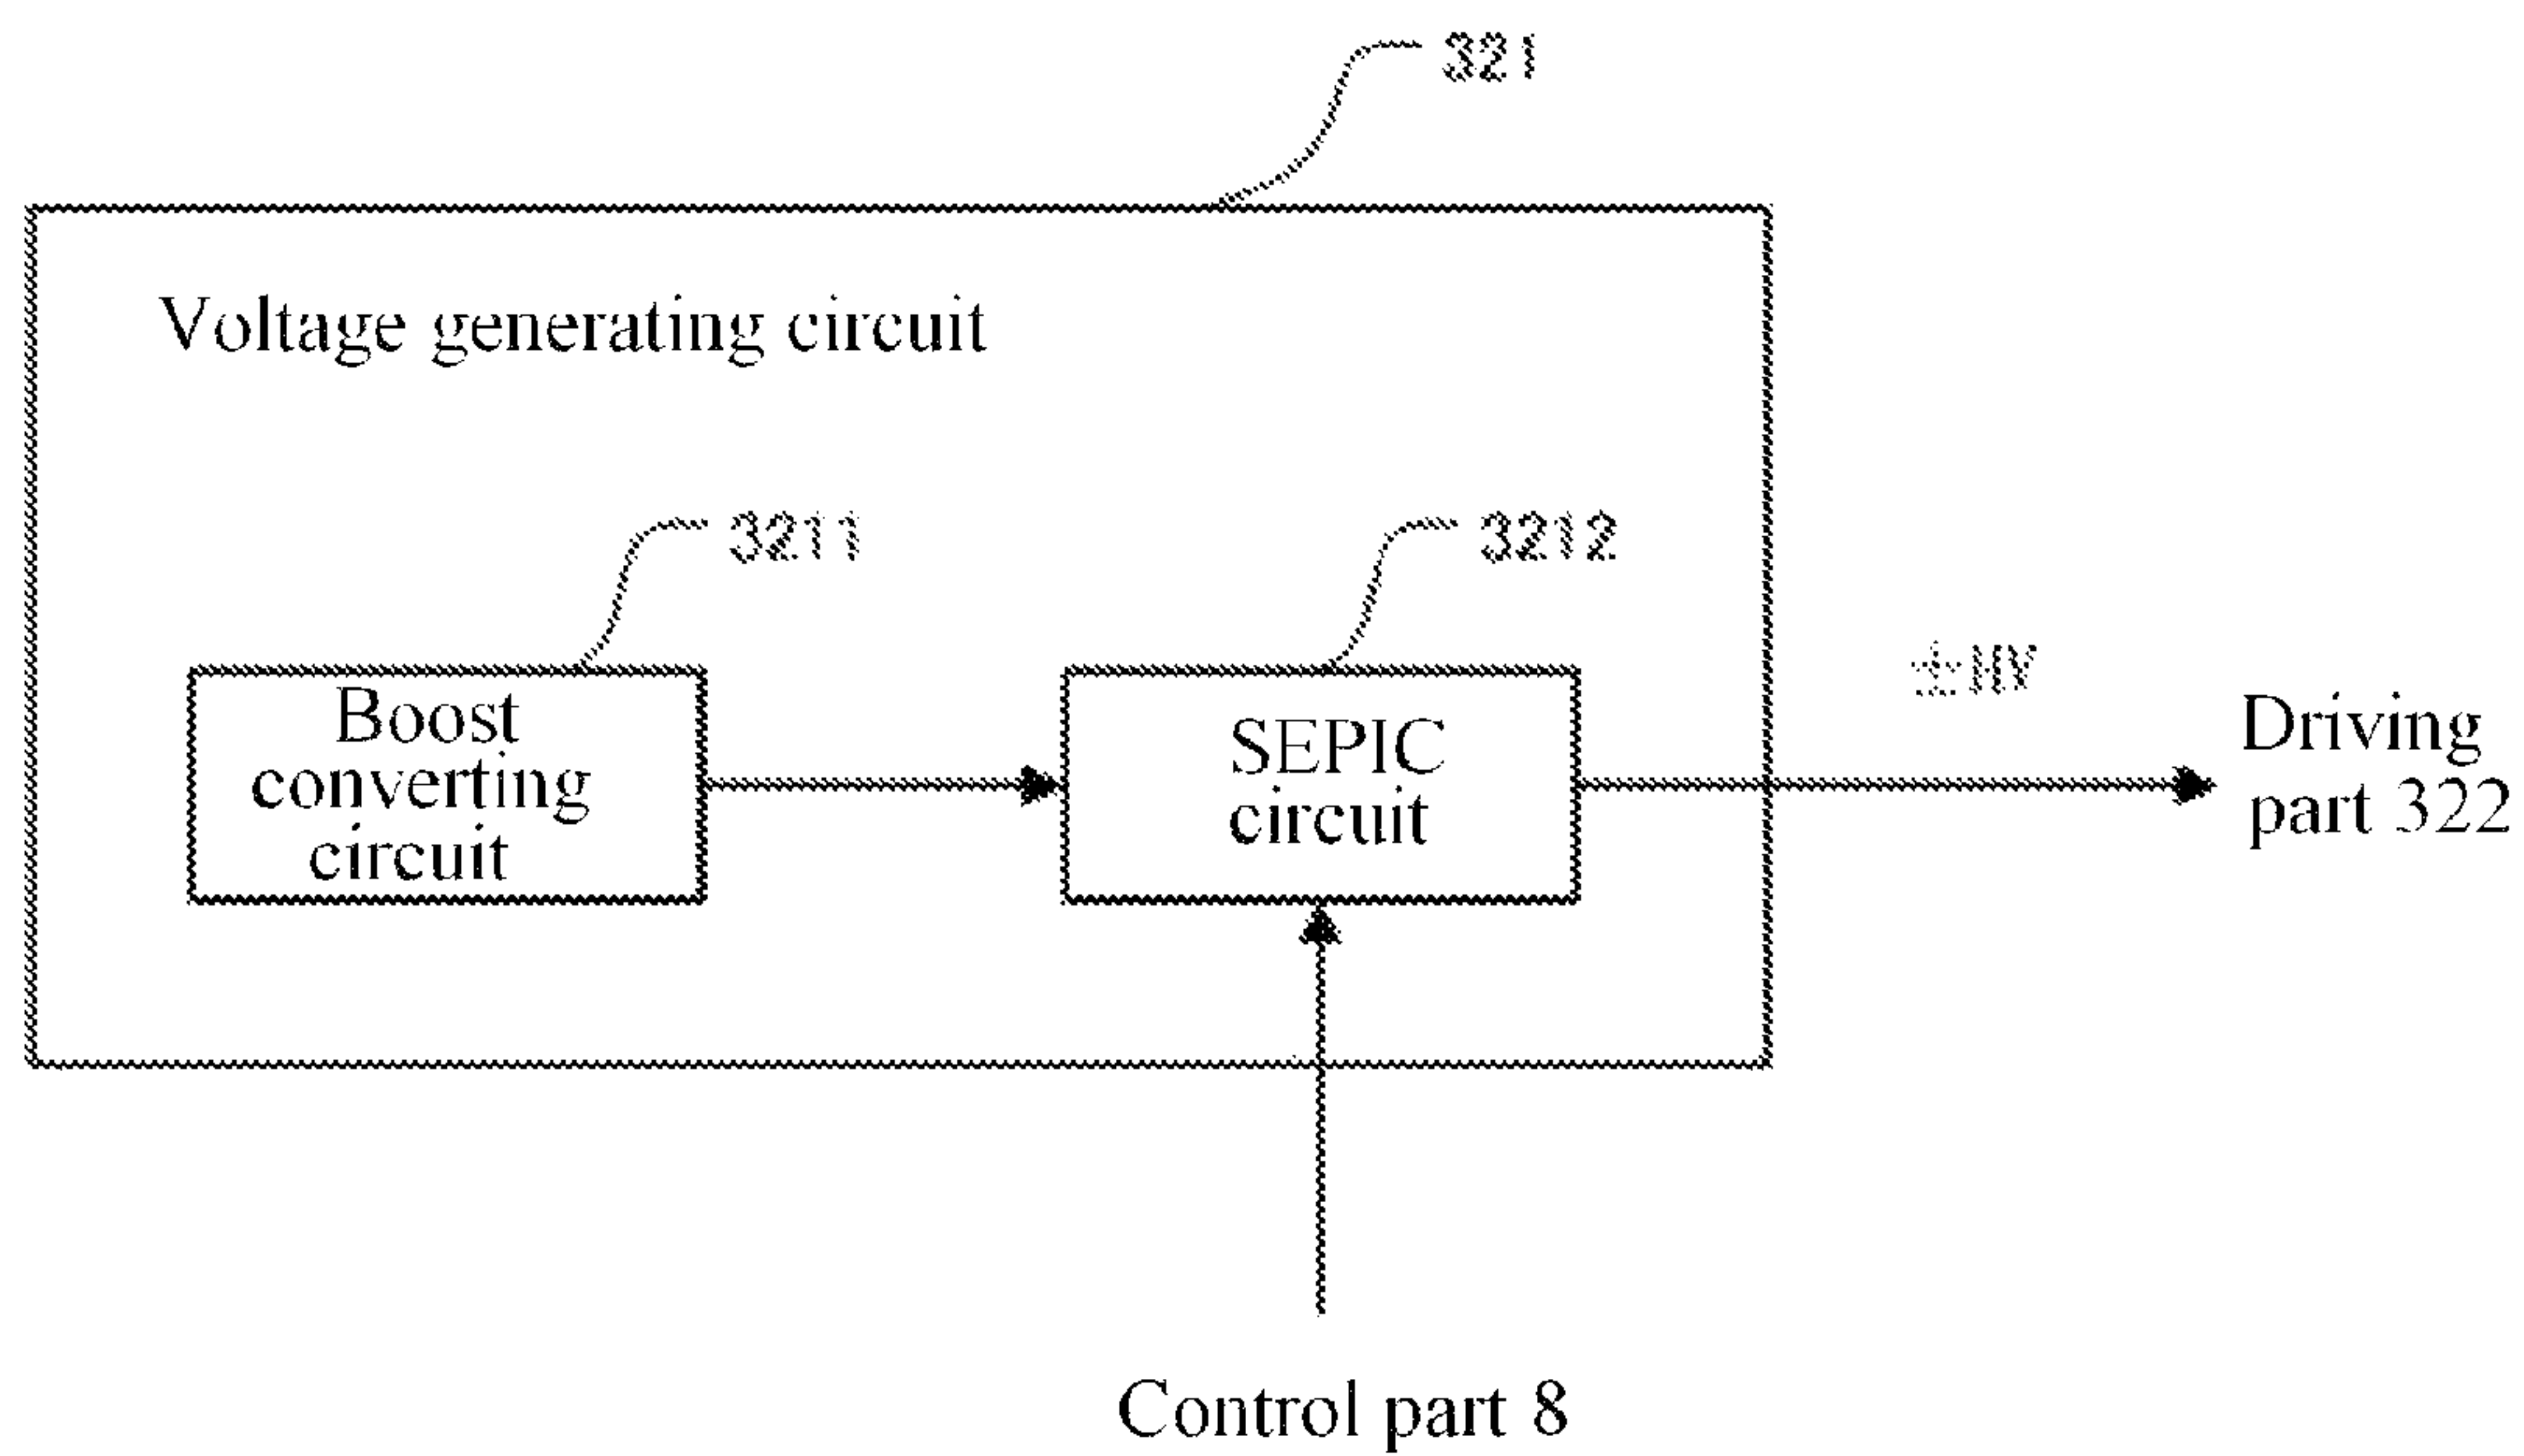 321
Voltage generating circuit
3211
3212
Boost
converting
circuit
SEPIC
circuit
±HV
Driving
part 322
Control part 8